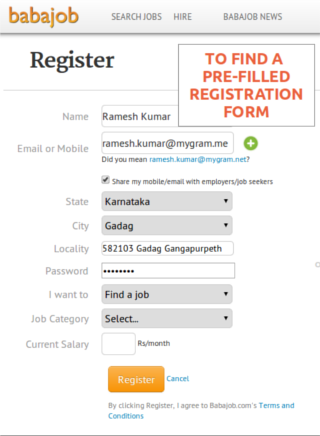 babajob
SEARCH JOBS HIRE BABAJOB NEWS
Register
TO FIND A
PRE-FILLED
REGISTRATION
FORM
Name Ramesh Kumar
Email or Mobile ramesh.kumar@mygram.me
Did you mean ramesh.kumar@mygram.net?
Share my mobile/email with employers/job seekers
State Karnataka
City Gadag
Locality 582103 Gadag Gangapurpeth
Password ••••••••
I want to Find a job
Job Category Select...
Current Salary Rs/month
Register Cancel
By clicking Register, I agree to Babajob.com's Terms and
Conditions